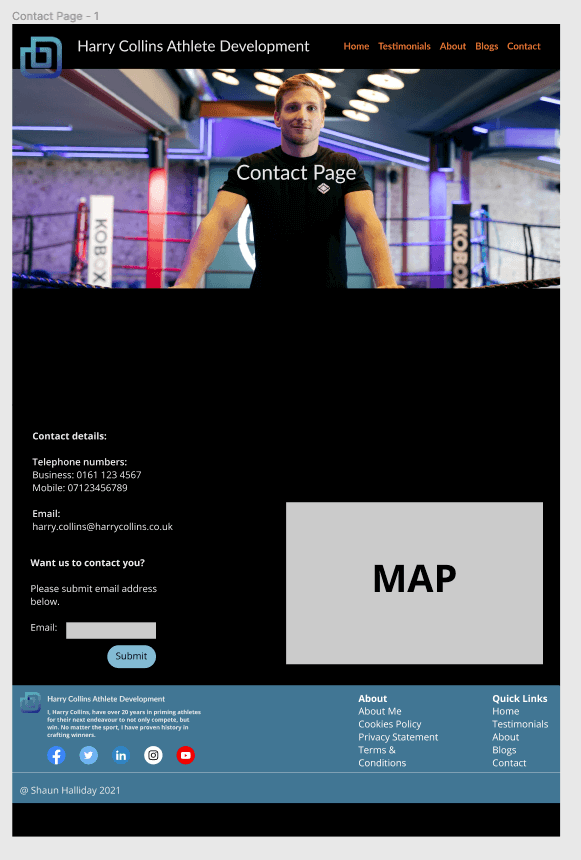 Contact Page - 1
Harry Collins Athlete Development
Home Testimonials About Blogs Contact
Contact Page
KOBOX
KOBOX
Contact details:
Telephone numbers:
Business: 0161 123 4567
Mobile: 07123456789
Email:
harry.collins@harrycollins.co.uk
Want us to contact you?
Please submit email address
below.
Email:
Submit
MAP
Harry Collins Athlete Development
I, Harry Collins, have over 20 years in priming athletes
for their next endeavour to not only compete, but
win. No matter the sport, I have proven history in
crafting winners.
About
About Me
Cookies Policy
Privacy Statement
Terms &
Conditions
Quick Links
Home
Testimonials
About
Blogs
Contact
@ Shaun Halliday 2021